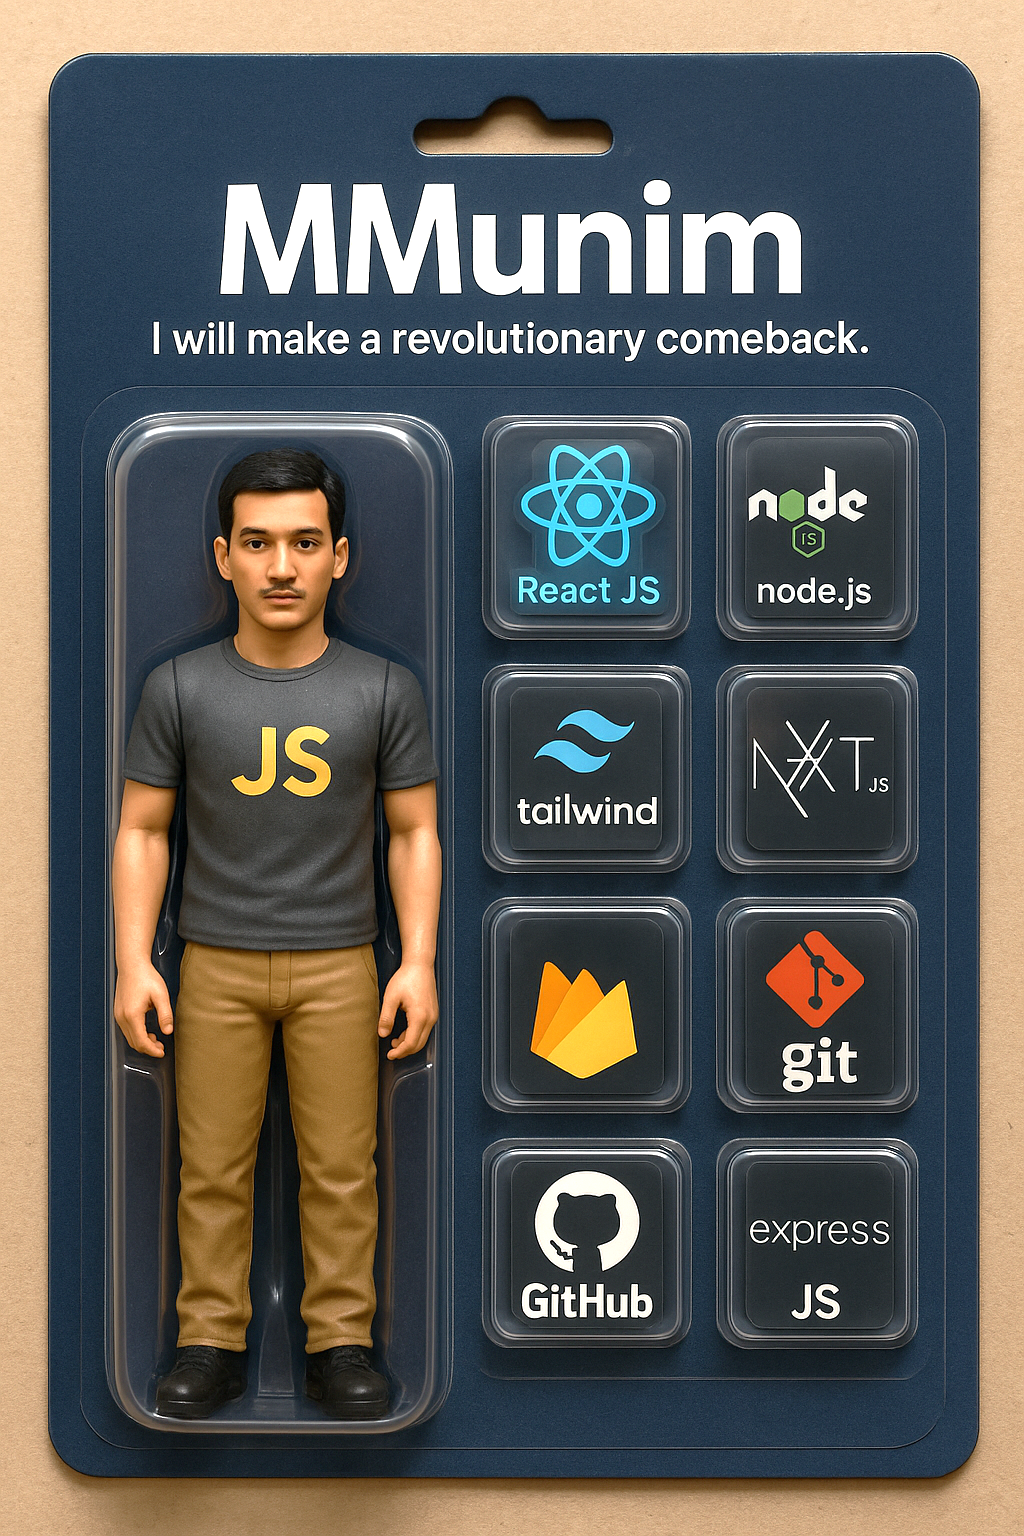 MMunim
I will make a revolutionary comeback.
JS
React JS
node
JS
node.js
tailwind
NEXT
JS
git
GitHub
express
JS